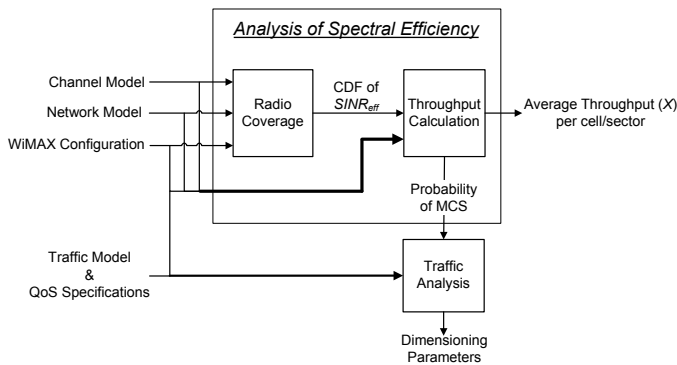 Analysis of Spectral Efficiency
Channel Model
Network Model
WiMAX Configuration
Radio
Coverage
CDF of
SINReff
Throughput
Calculation
Average Throughput (X)
per cell/sector
Probability
of MCS
Traffic Model
&
QoS Specifications
Traffic
Analysis
Dimensioning
Parameters